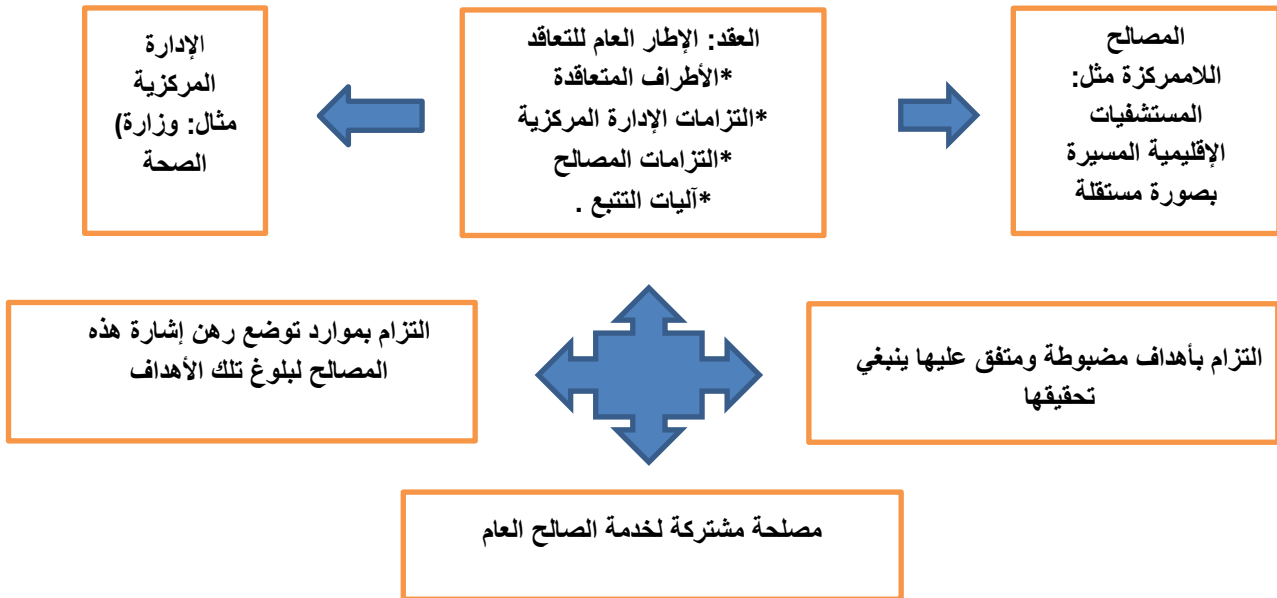 المصالح
اللاممركزة مثل:
المستشفيات
الإقليمية المسيرة
بصورة مستقلة
العقد: الإطار العام للتعاقد
*الأطراف المتعاقدة
*التزامات الإدارة المركزية
*التزامات المصالح
*آليات التتبع .
الإدارة
المركزية
مثال: وزارة)
الصحة
التزام بأهداف مضبوطة ومتفق عليها ينبغي
تحقيقها
التزام بموارد توضع رهن إشارة هذه
المصالح لبلوغ تلك الأهداف
مصلحة مشتركة لخدمة الصالح العام